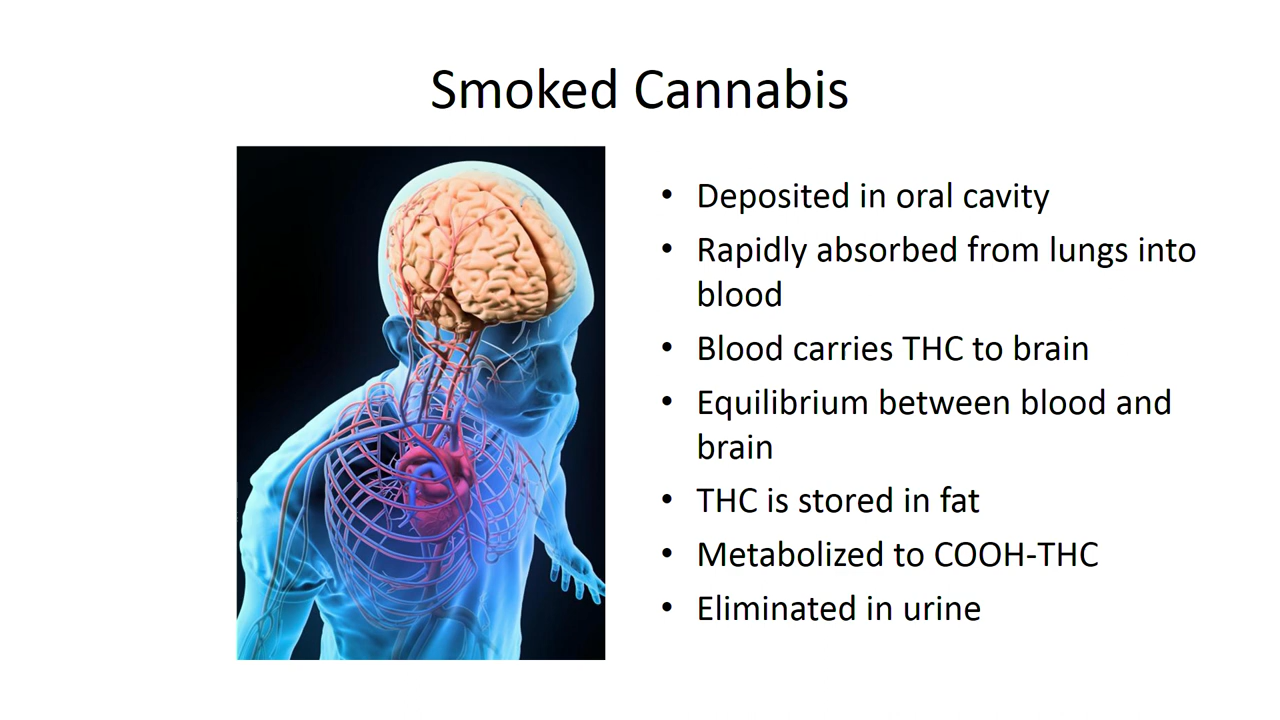 Smoked Cannabis
• Deposited in oral cavity
• Rapidly absorbed from lungs into
blood
• Blood carries THC to brain
• Equilibrium between blood and
brain
• THC is stored in fat
• Metabolized to COOH-THC
• Eliminated in urine